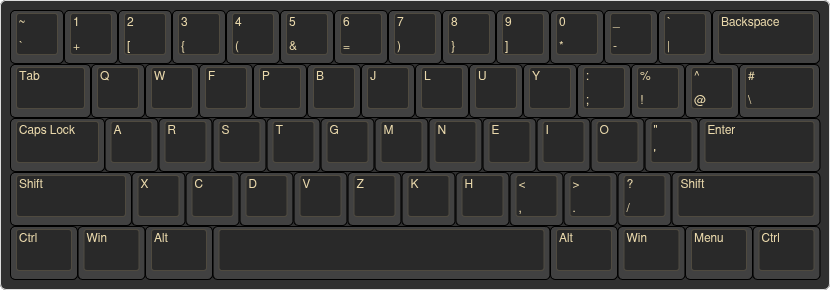 ~ 1 2 3 4 5 6 7 8 9 0 _ ` Backspace
` + [ { ( & = ) } ] * - |
Tab Q W F P B J L U Y : % ^ #
; ! @ \
Caps Lock A R S T G M N E I O " Enter
'
Shift X C D V Z K H < > ? Shift
, . /
Ctrl Win Alt Alt Win Menu Ctrl